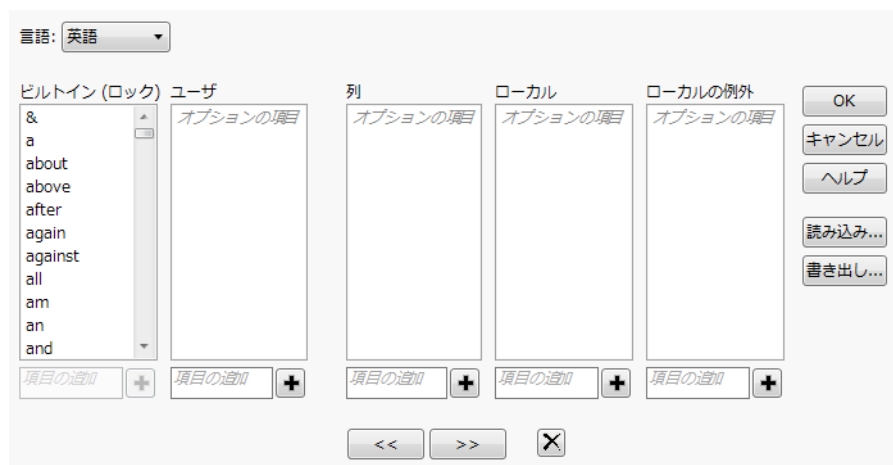 言語: 英語
ビルトイン (ロック) ユーザ 列 ローカル ローカルの例外
&
a
about
above
after
again
against
all
am
an
and
オプションの項目 オプションの項目 オプションの項目 オプションの項目
項目の追加 項目の追加 項目の追加 項目の追加 項目の追加
OK
キャンセル
ヘルプ
読み込み...
書き出し...
<< >>